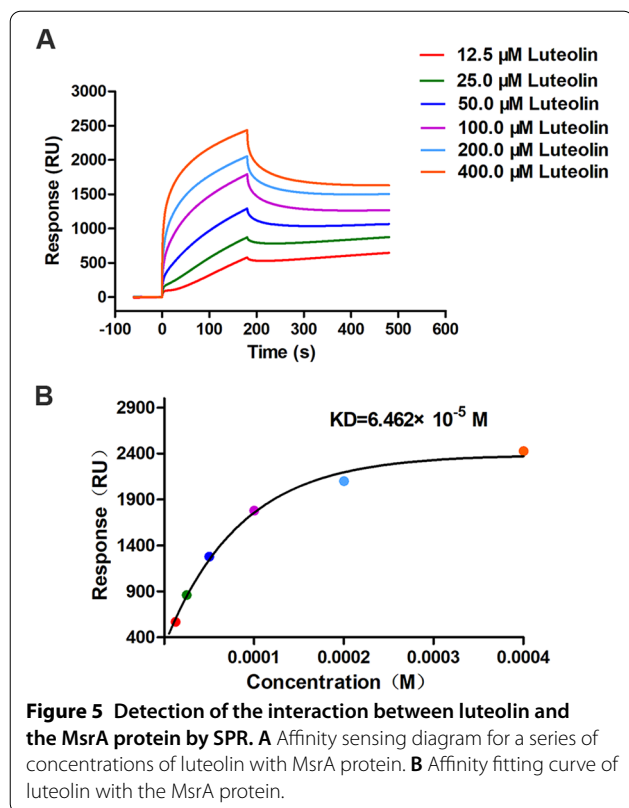 A
12.5 µM Luteolin
25.0 µM Luteolin
50.0 µM Luteolin
100.0 µM Luteolin
200.0 µM Luteolin
400.0 µM Luteolin
3000
2500
2000
1500
1000
500
0
Response (RU)
-100 0 100 200 300 400 500 600
Time (s)
B
KD=6.462× 10⁻⁵ M
2900
2400
1900
1400
900
400
Response（RU）
0.0001 0.0002 0.0003 0.0004
Concentration（M）
Figure 5 Detection of the interaction between luteolin and
the MsrA protein by SPR. A Affinity sensing diagram for a series of
concentrations of luteolin with MsrA protein. B Affinity fitting curve of
luteolin with the MsrA protein.